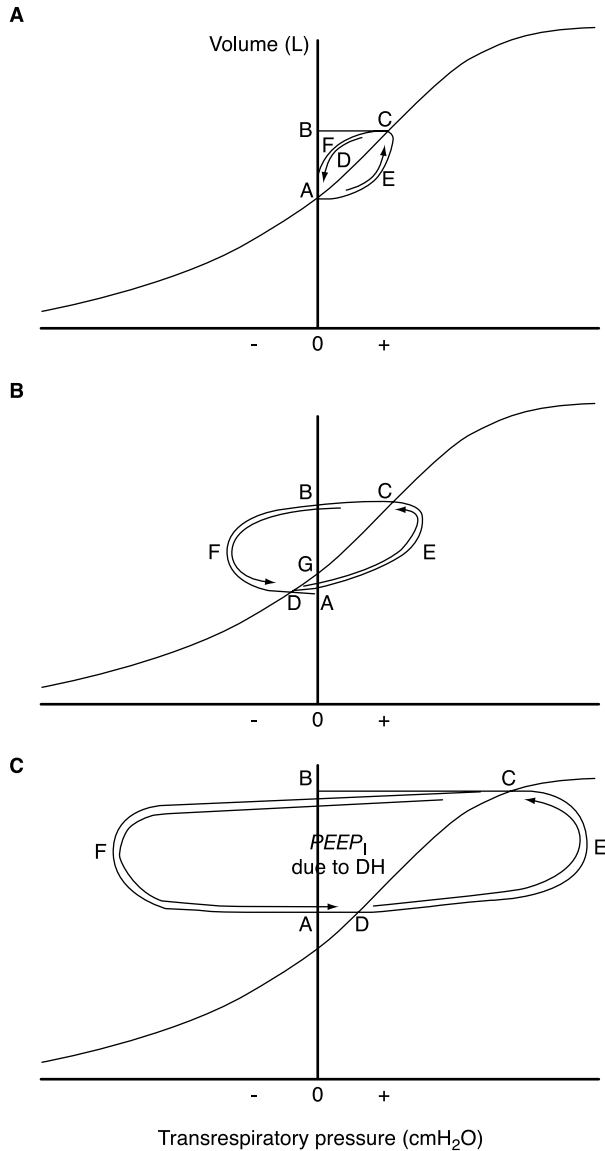 A
Volume (L)
B
C
F
D
E
A
- 0 +
B
B
C
F
E
G
D
A
- 0 +
C
B
C
PEEPI
due to DH
F
E
A
D
- 0 +
Transrespiratory pressure (cmH2O)